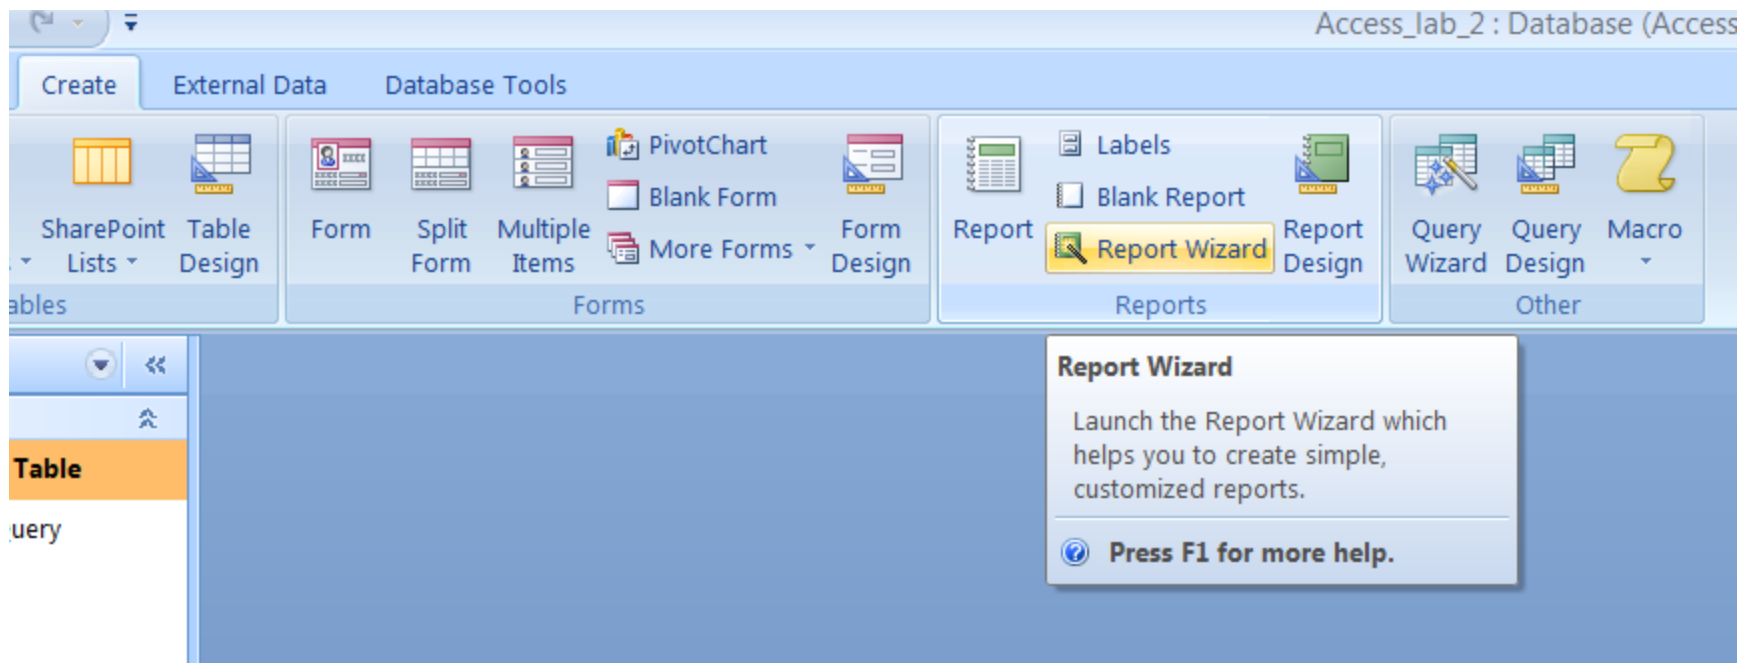 Access_lab_2 : Database (Access
Create External Data Database Tools
SharePoint Lists
Table Design
Form
Split Form
Multiple Items
PivotChart
Blank Form
More Forms
Form Design
Report
Labels
Blank Report
Report Wizard
Report Design
Query Wizard
Query Design
Macro
ables Forms Reports Other
Table
uery
Report Wizard
Launch the Report Wizard which
helps you to create simple,
customized reports.
Press F1 for more help.